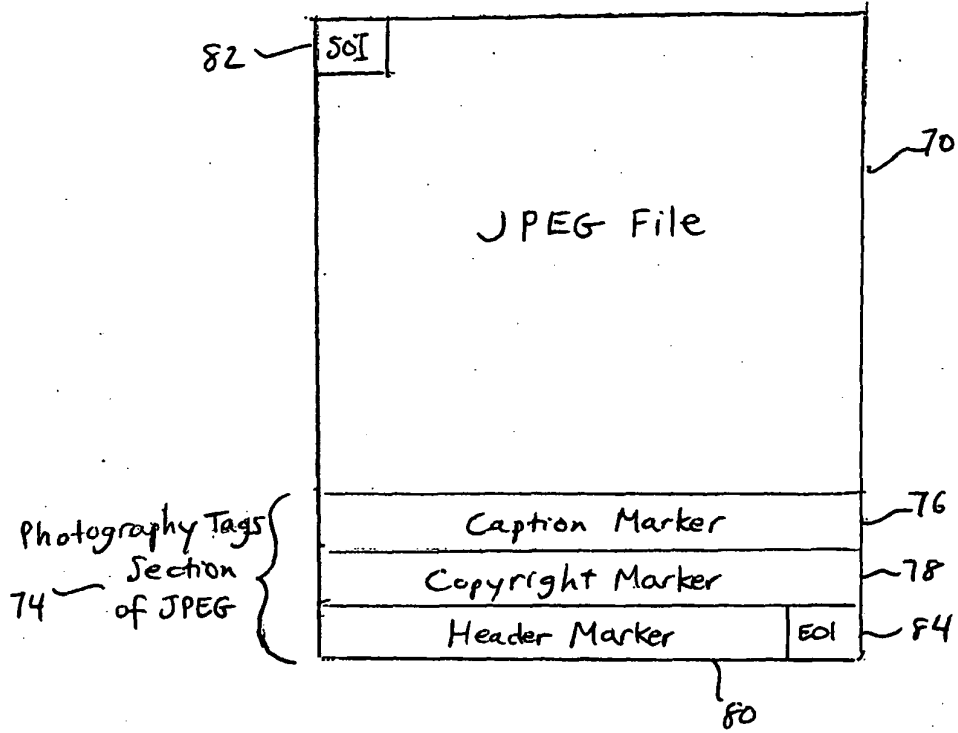 82 SOI
70
JPEG File
Caption Marker 76
Photography Tags
Section
of JPEG
74
Copyright Marker 78
Header Marker EOI 84
80